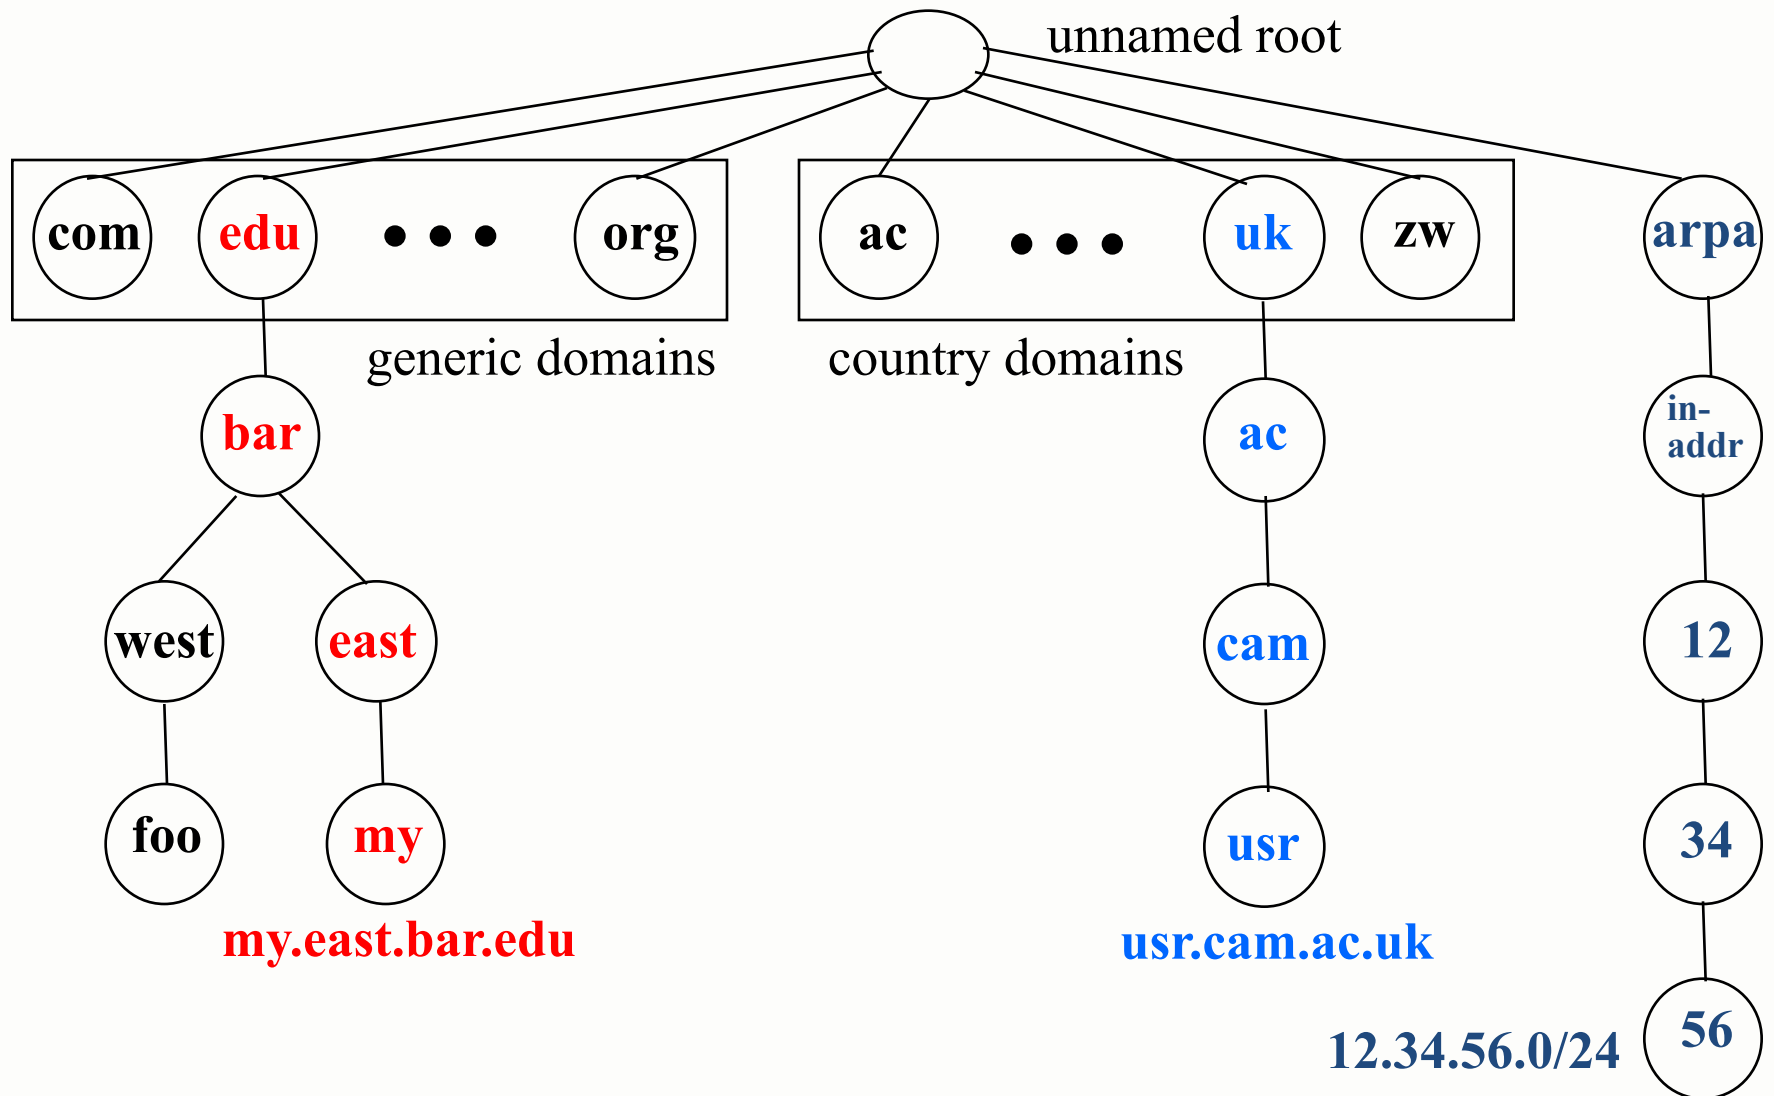 unnamed root
com edu ••• org ac ••• uk zw arpa
generic domains country domains
bar ac in-
addr
west east cam 12
foo my usr 34
my.east.bar.edu usr.cam.ac.uk
12.34.56.0/24 56